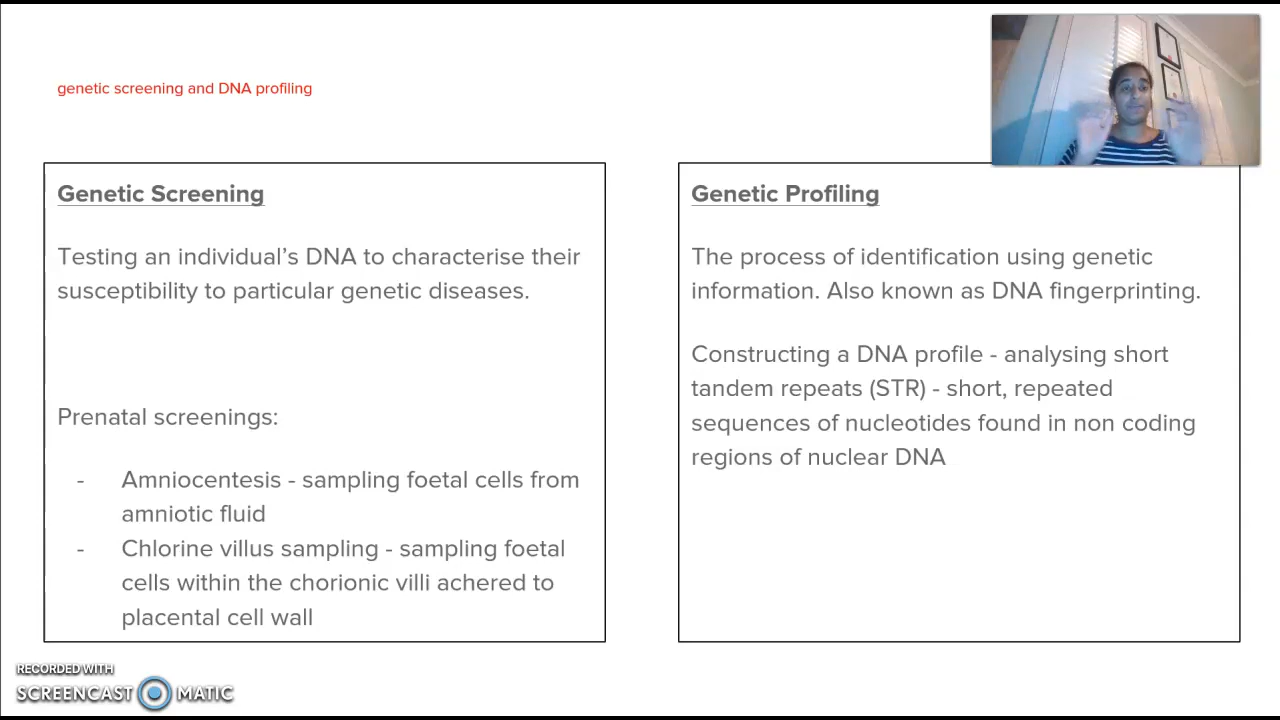 genetic screening and DNA profiling
Genetic Screening
Testing an individual's DNA to characterise their
susceptibility to particular genetic diseases.
Prenatal screenings:
- Amniocentesis - sampling foetal cells from
amniotic fluid
- Chlorine villus sampling - sampling foetal
cells within the chorionic villi achered to
placental cell wall
Genetic Profiling
The process of identification using genetic
information. Also known as DNA fingerprinting.
Constructing a DNA profile - analysing short
tandem repeats (STR) - short, repeated
sequences of nucleotides found in non coding
regions of nuclear DNA
RECORDED WITH
SCREENCAST MATIC